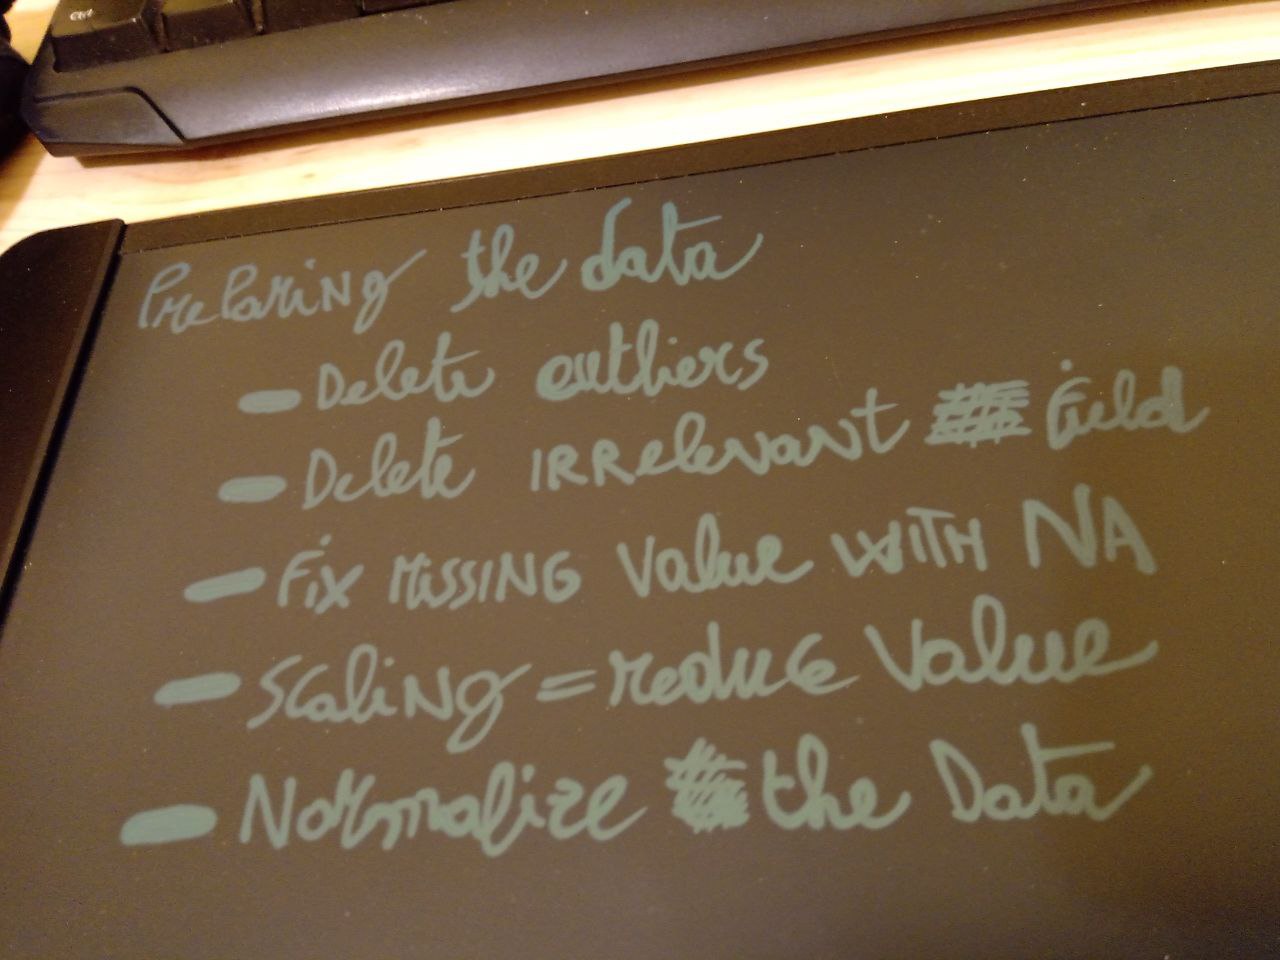 Ctrl
Preparing the data
- Delete outliers
- Delete irrelevant field
- Fix missing value with NA
- Scaling = reduce value
- Normalize the Data